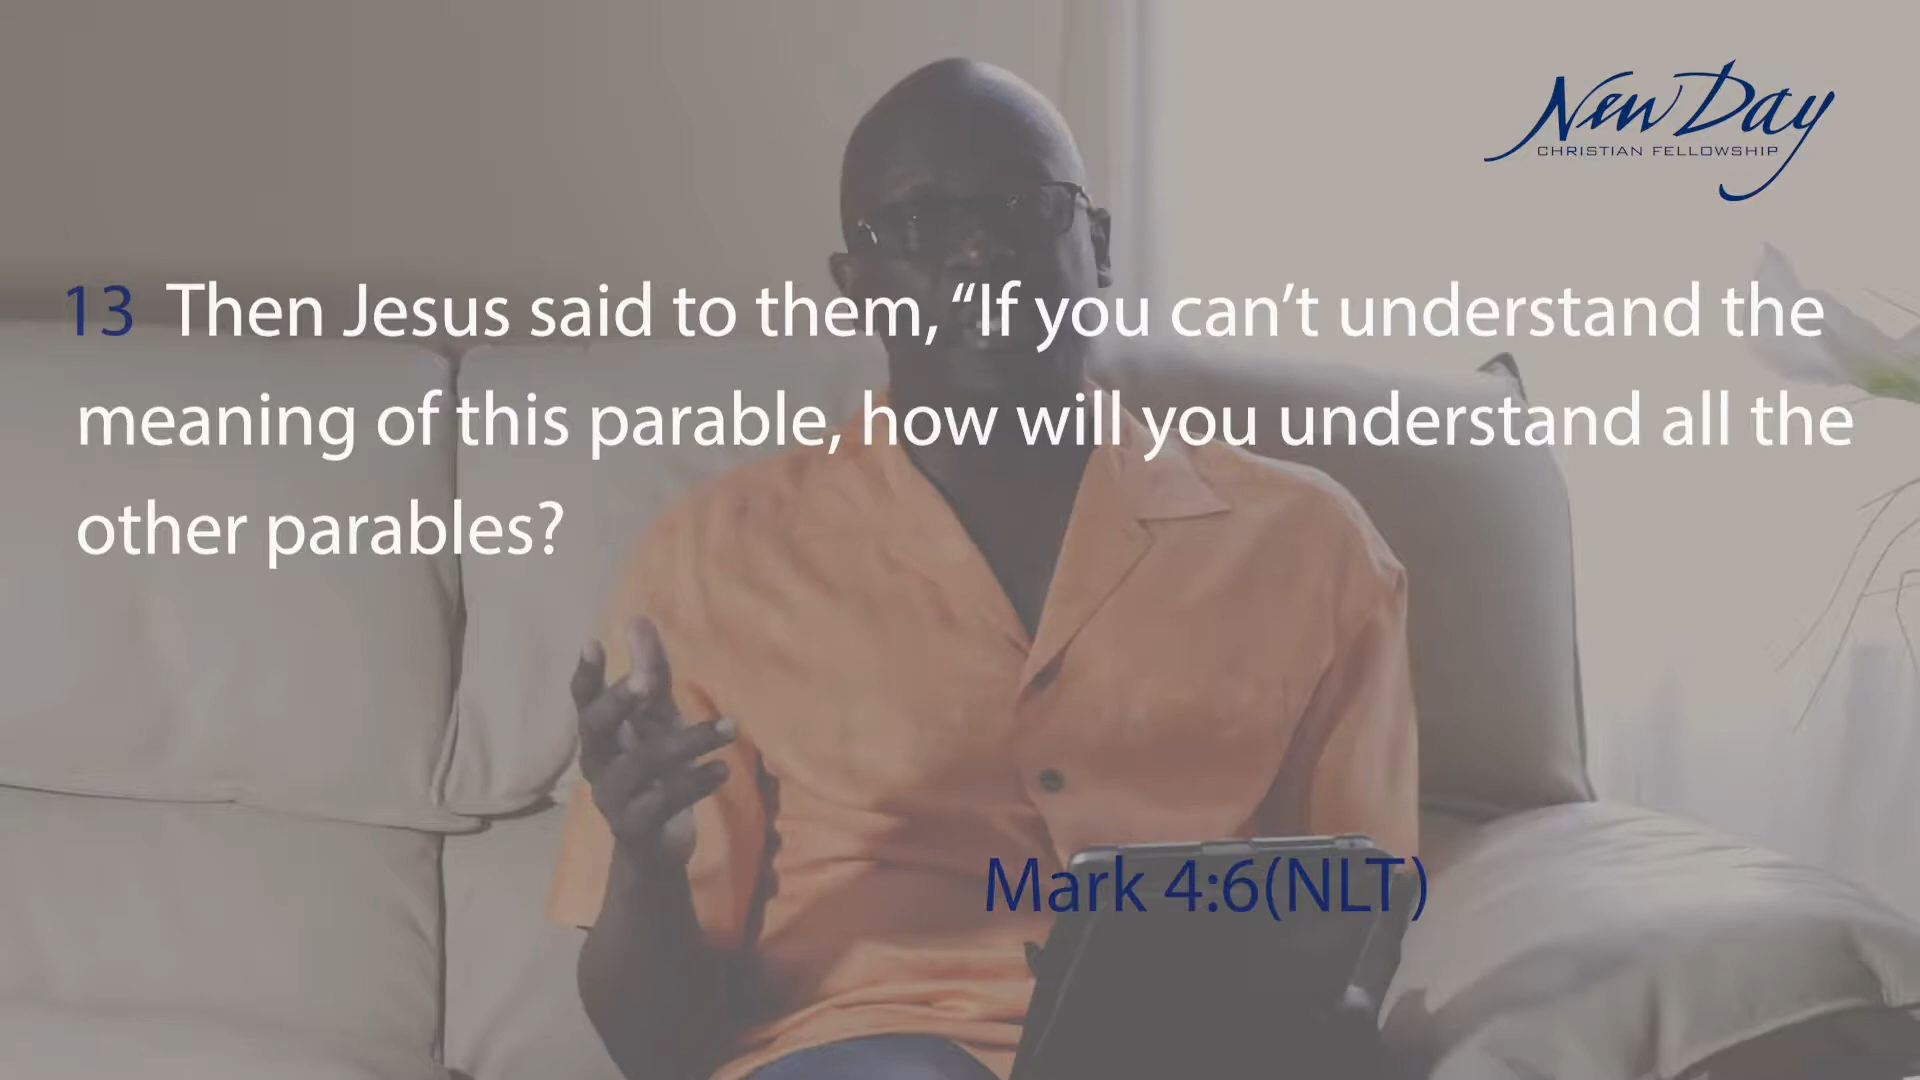 New Day
CHRISTIAN FELLOWSHIP
13 Then Jesus said to them, “If you can’t understand the
meaning of this parable, how will you understand all the
other parables?
Mark 4:6(NLT)